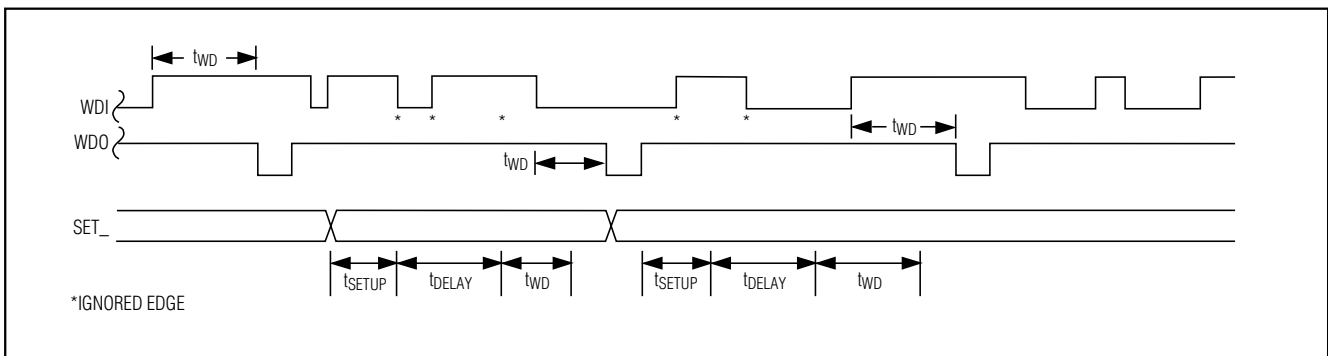 tWD
WDI
* * * * *
tWD
WDO
tWD
SET_
tSETUP tDELAY tWD tSETUP tDELAY tWD
*IGNORED EDGE